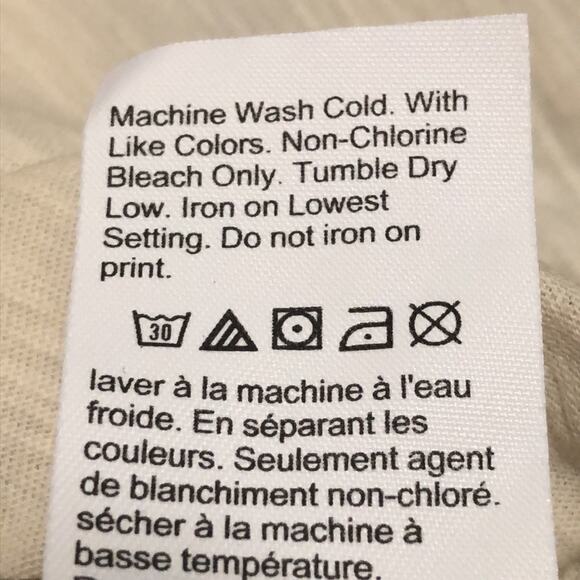 Machine Wash Cold. With
Like Colors. Non-Chlorine
Bleach Only. Tumble Dry
Low. Iron on Lowest
Setting. Do not iron on
print.
30
laver à la machine à l'eau
froide. En séparant les
couleurs. Seulement agent
de blanchiment non-chloré.
sécher à la machine à
basse température.